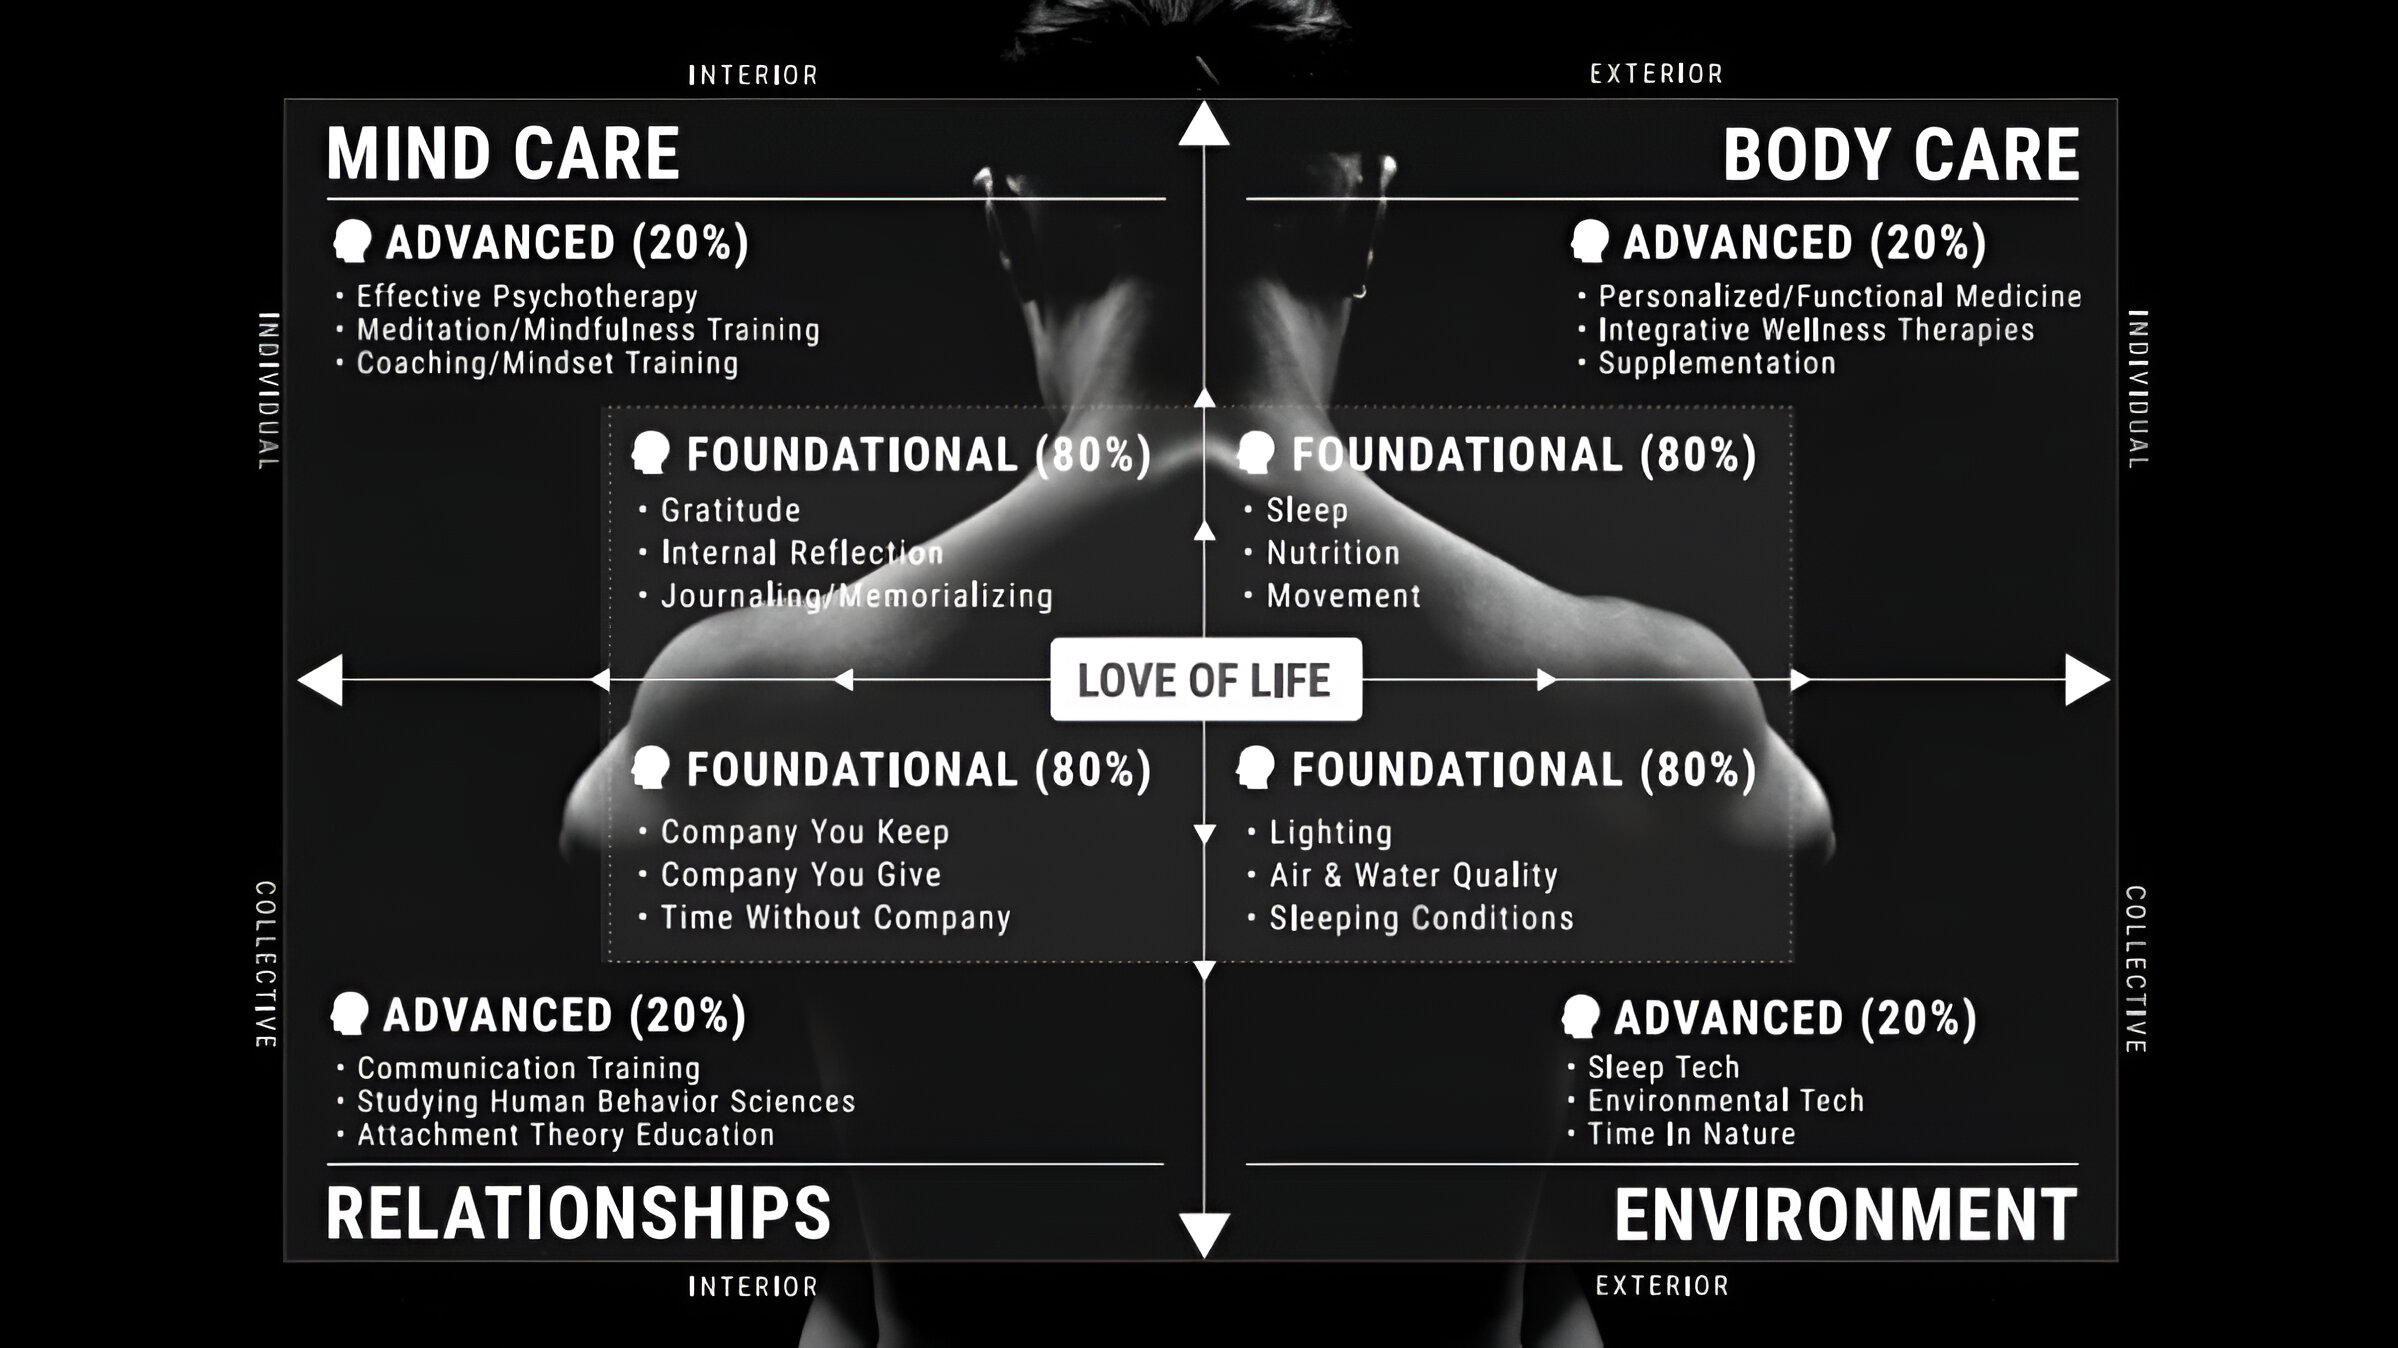 INTERIOR
EXTERIOR
MIND CARE
BODY CARE
ADVANCED (20%)
• Effective Psychotherapy
• Meditation/Mindfulness Training
• Coaching/Mindset Training
ADVANCED (20%)
• Personalized/Functional Medicine
• Integrative Wellness Therapies
• Supplementation
INDIVIDUAL
INDIVIDUAL
FOUNDATIONAL (80%)
• Gratitude
• Internal Reflection
• Journaling/Memorializing
FOUNDATIONAL (80%)
• Sleep
• Nutrition
• Movement
LOVE OF LIFE
FOUNDATIONAL (80%)
• Company You Keep
• Company You Give
• Time Without Company
FOUNDATIONAL (80%)
• Lighting
• Air & Water Quality
• Sleeping Conditions
COLLECTIVE
COLLECTIVE
ADVANCED (20%)
• Communication Training
• Studying Human Behavior Sciences
• Attachment Theory Education
ADVANCED (20%)
• Sleep Tech
• Environmental Tech
• Time In Nature
RELATIONSHIPS
ENVIRONMENT
INTERIOR
EXTERIOR